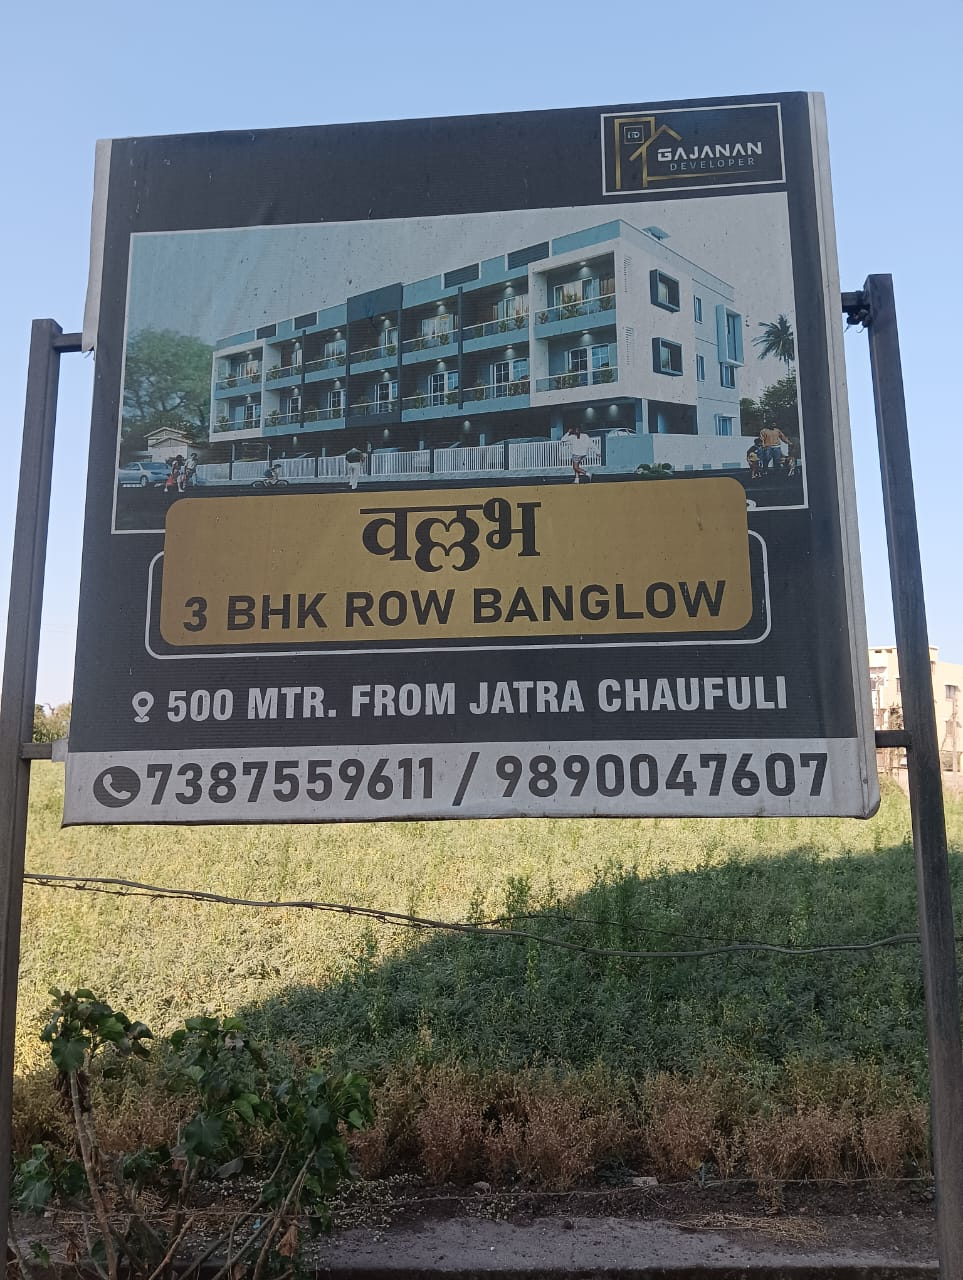 GAJANAN
DEVELOPER
वल्लभ
3 BHK ROW BANGLOW
500 MTR. FROM JATRA CHAUFULI
7387559611 / 9890047607